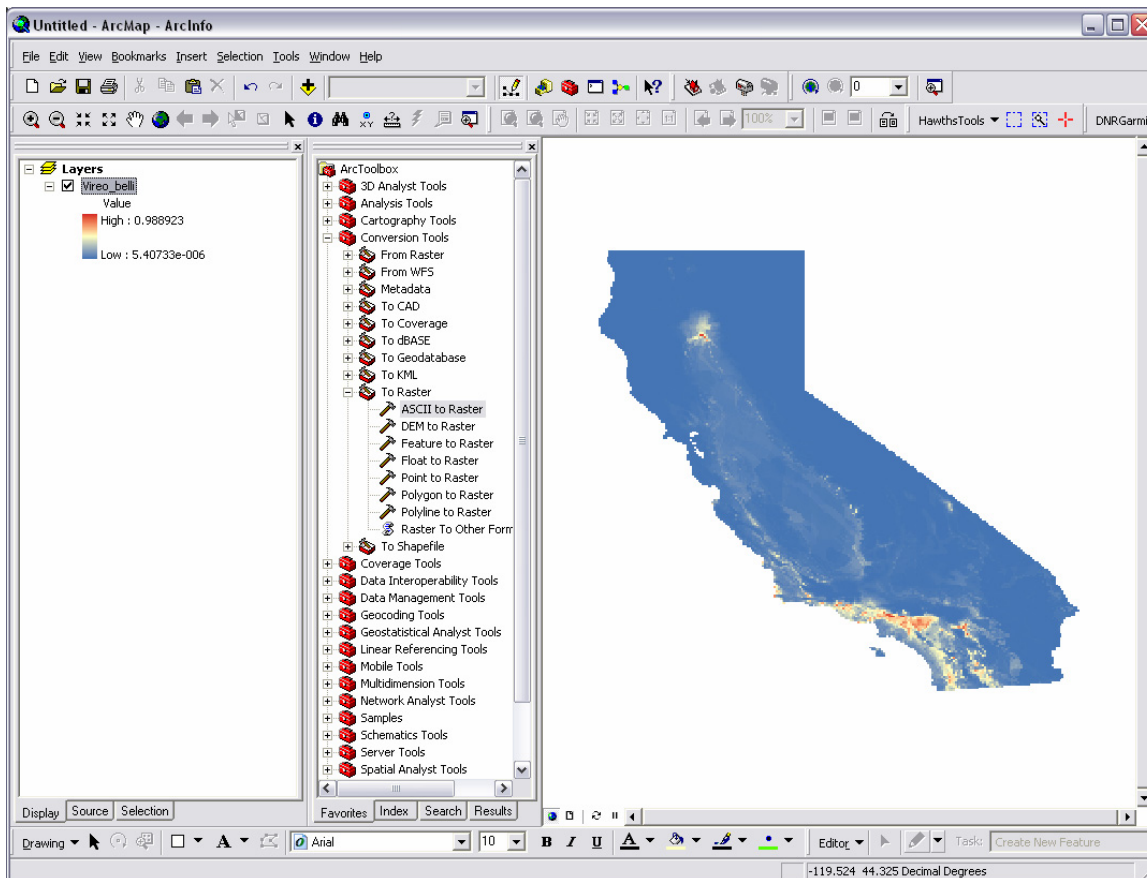 Untitled - ArcMap - ArcInfo
File Edit View Bookmarks Insert Selection Tools Window Help
0
100%
HawthsTools
DNRGarmi
Layers
Vireo_belli
Value
High : 0.988923
Low : 5.40733e-006
Display Source Selection
ArcToolbox
3D Analyst Tools
Analysis Tools
Cartography Tools
Conversion Tools
From Raster
From WFS
Metadata
To CAD
To Coverage
To dBASE
To Geodatabase
To KML
To Raster
ASCII to Raster
DEM to Raster
Feature to Raster
Float to Raster
Point to Raster
Polygon to Raster
Polyline to Raster
Raster To Other Form
To Shapefile
Coverage Tools
Data Interoperability Tools
Data Management Tools
Geocoding Tools
Geostatistical Analyst Tools
Linear Referencing Tools
Mobile Tools
Multidimension Tools
Network Analyst Tools
Samples
Schematics Tools
Server Tools
Spatial Analyst Tools
Favorites Index Search Results
Drawing A Arial 10 B I U A Editor Task: Create New Feature
-119.524 44.325 Decimal Degrees